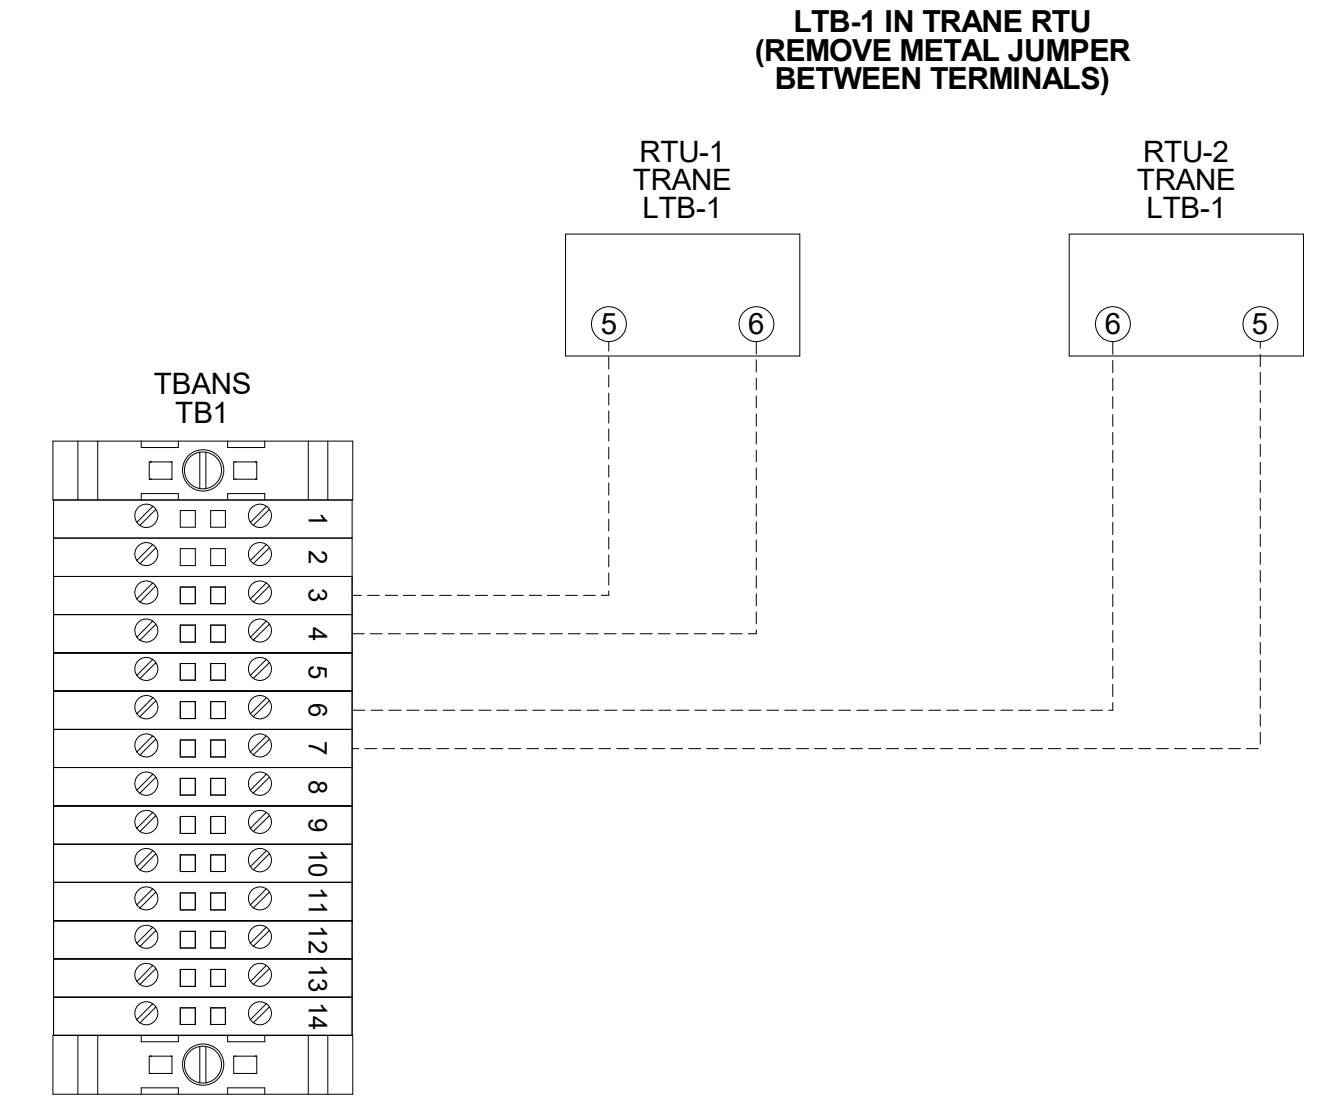 LTB-1 IN TRANE RTU
(REMOVE METAL JUMPER
BETWEEN TERMINALS)
RTU-1
TRANE
LTB-1
5
6
RTU-2
TRANE
LTB-1
6
5
TBANS
TB1
1
2
3
4
5
6
7
8
9
10
11
12
13
14